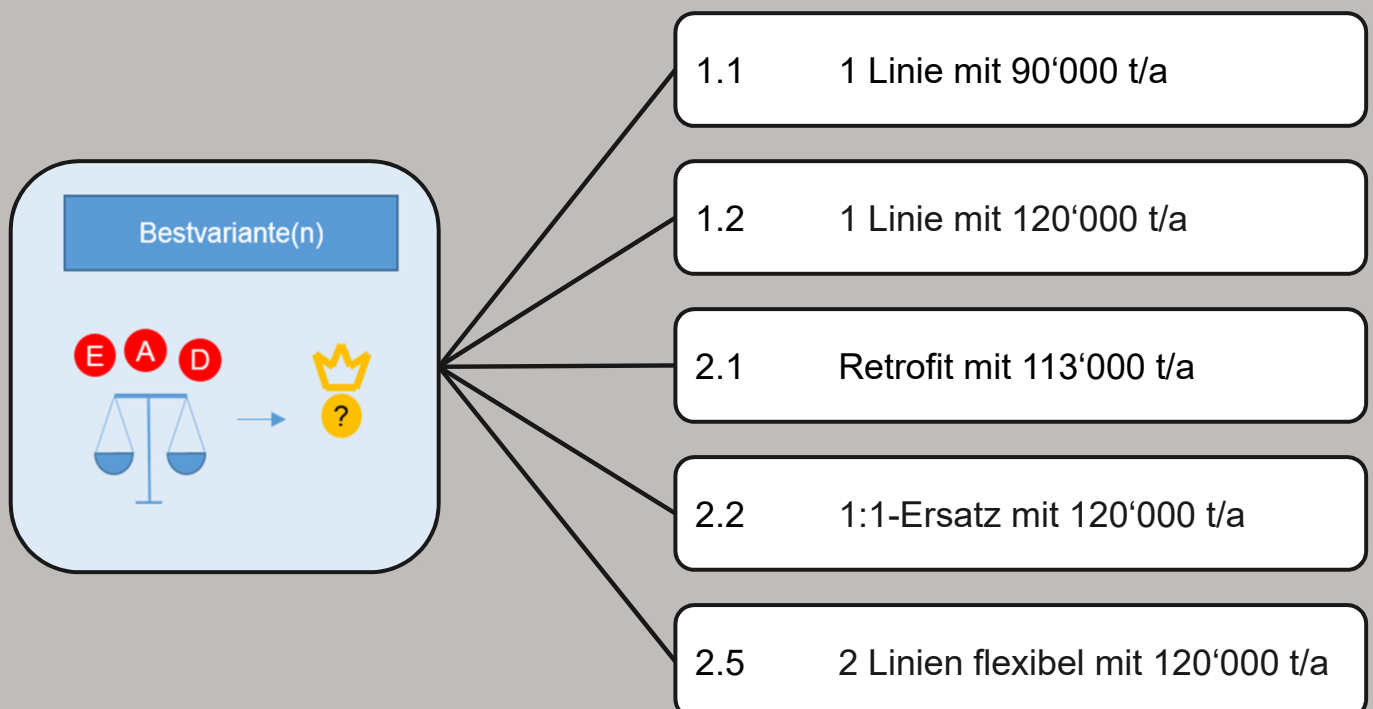 Bestvariante(n)
E A D
?
1.1 1 Linie mit 90‘000 t/a
1.2 1 Linie mit 120‘000 t/a
2.1 Retrofit mit 113‘000 t/a
2.2 1:1-Ersatz mit 120‘000 t/a
2.5 2 Linien flexibel mit 120‘000 t/a